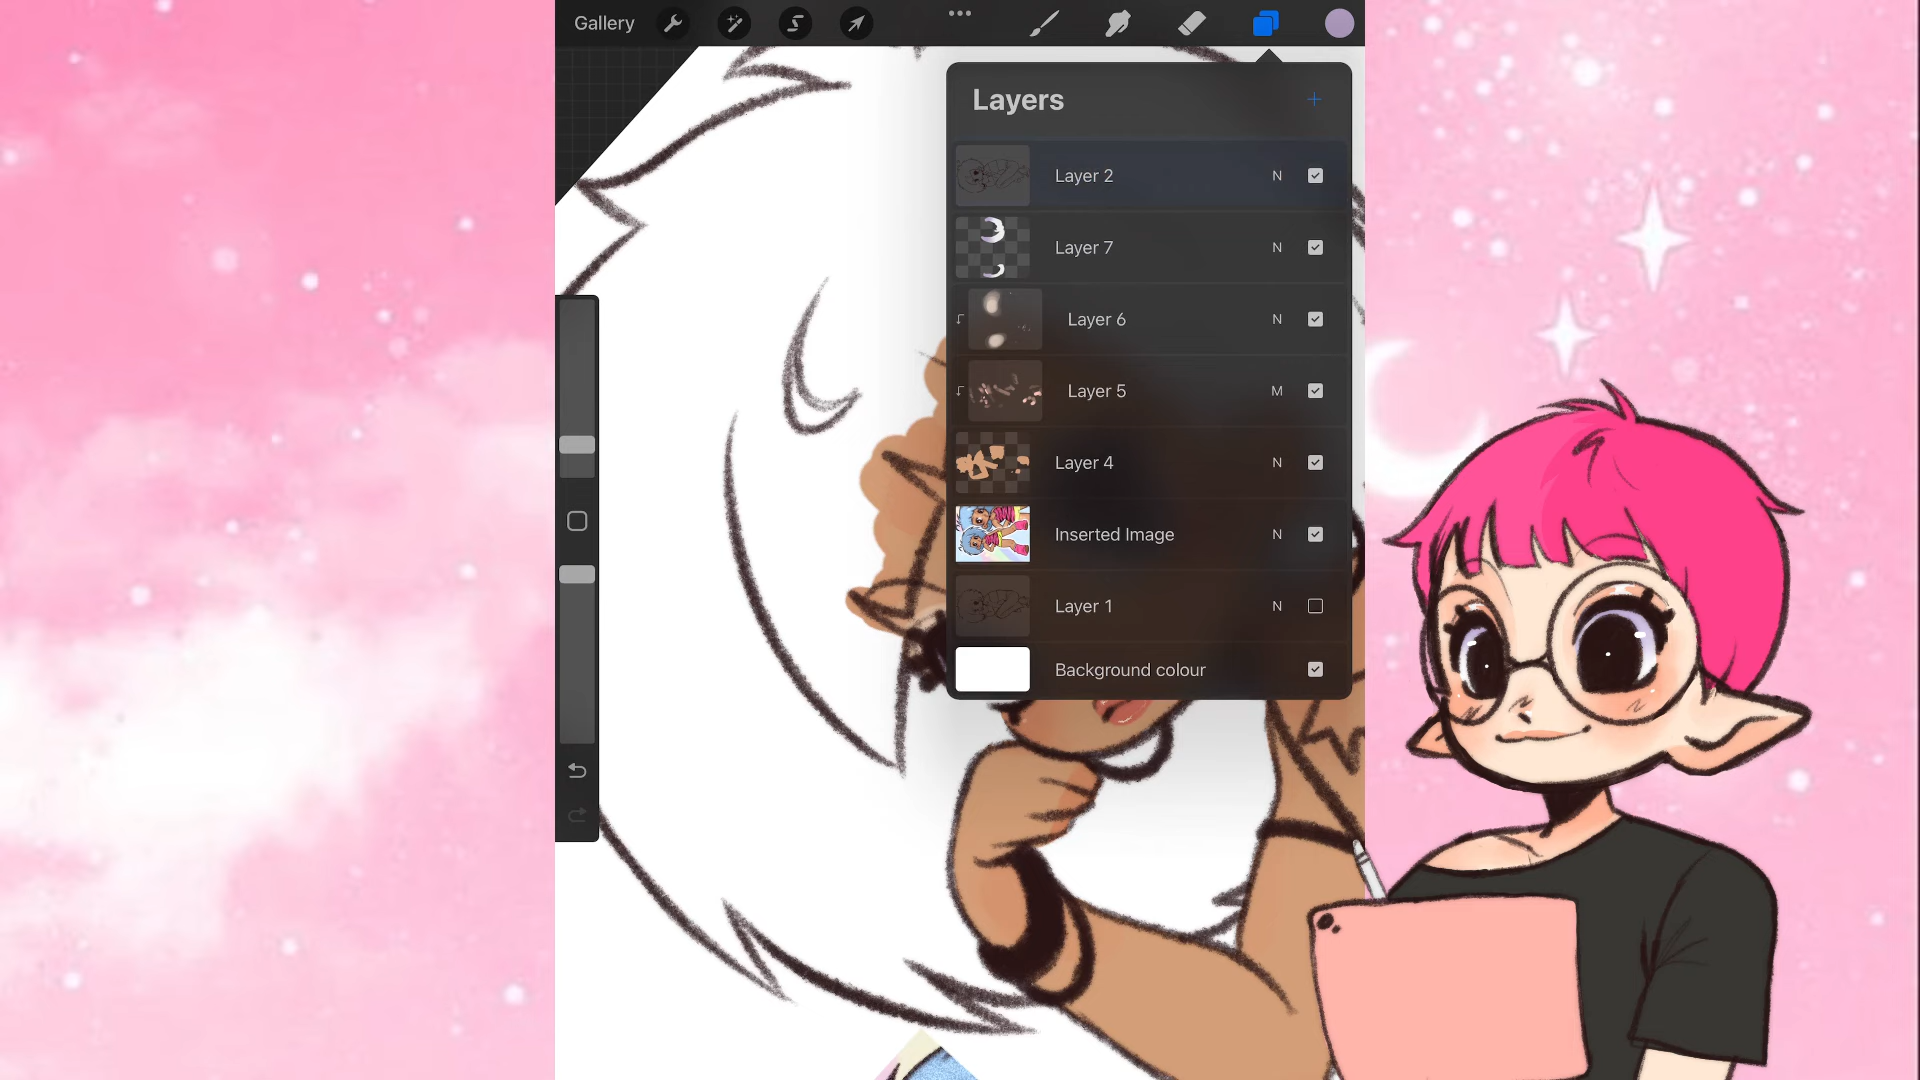 Gallery
Layers
Layer 2 N
Layer 7 N
Layer 6 N
Layer 5 M
Layer 4 N
Inserted Image N
Layer 1 N
Background colour